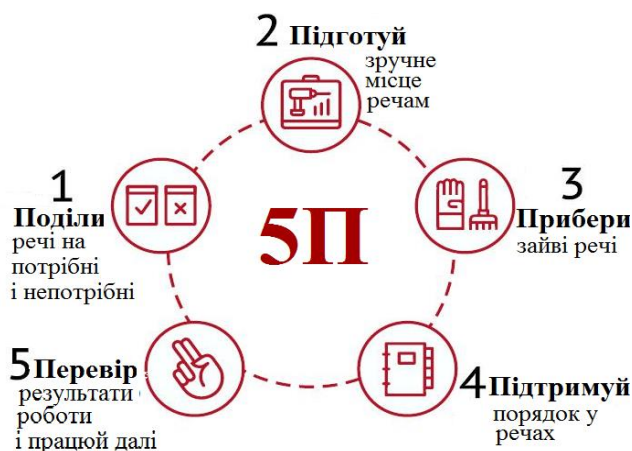 2 Підготуй
зручне
місце
речам
1
Поділи
речі на
потрібні
і непотрібні
5П
3
Прибери
зайві речі
5 Перевір
результати
роботи
і працюй далі
4 Підтримуй
порядок у
речах